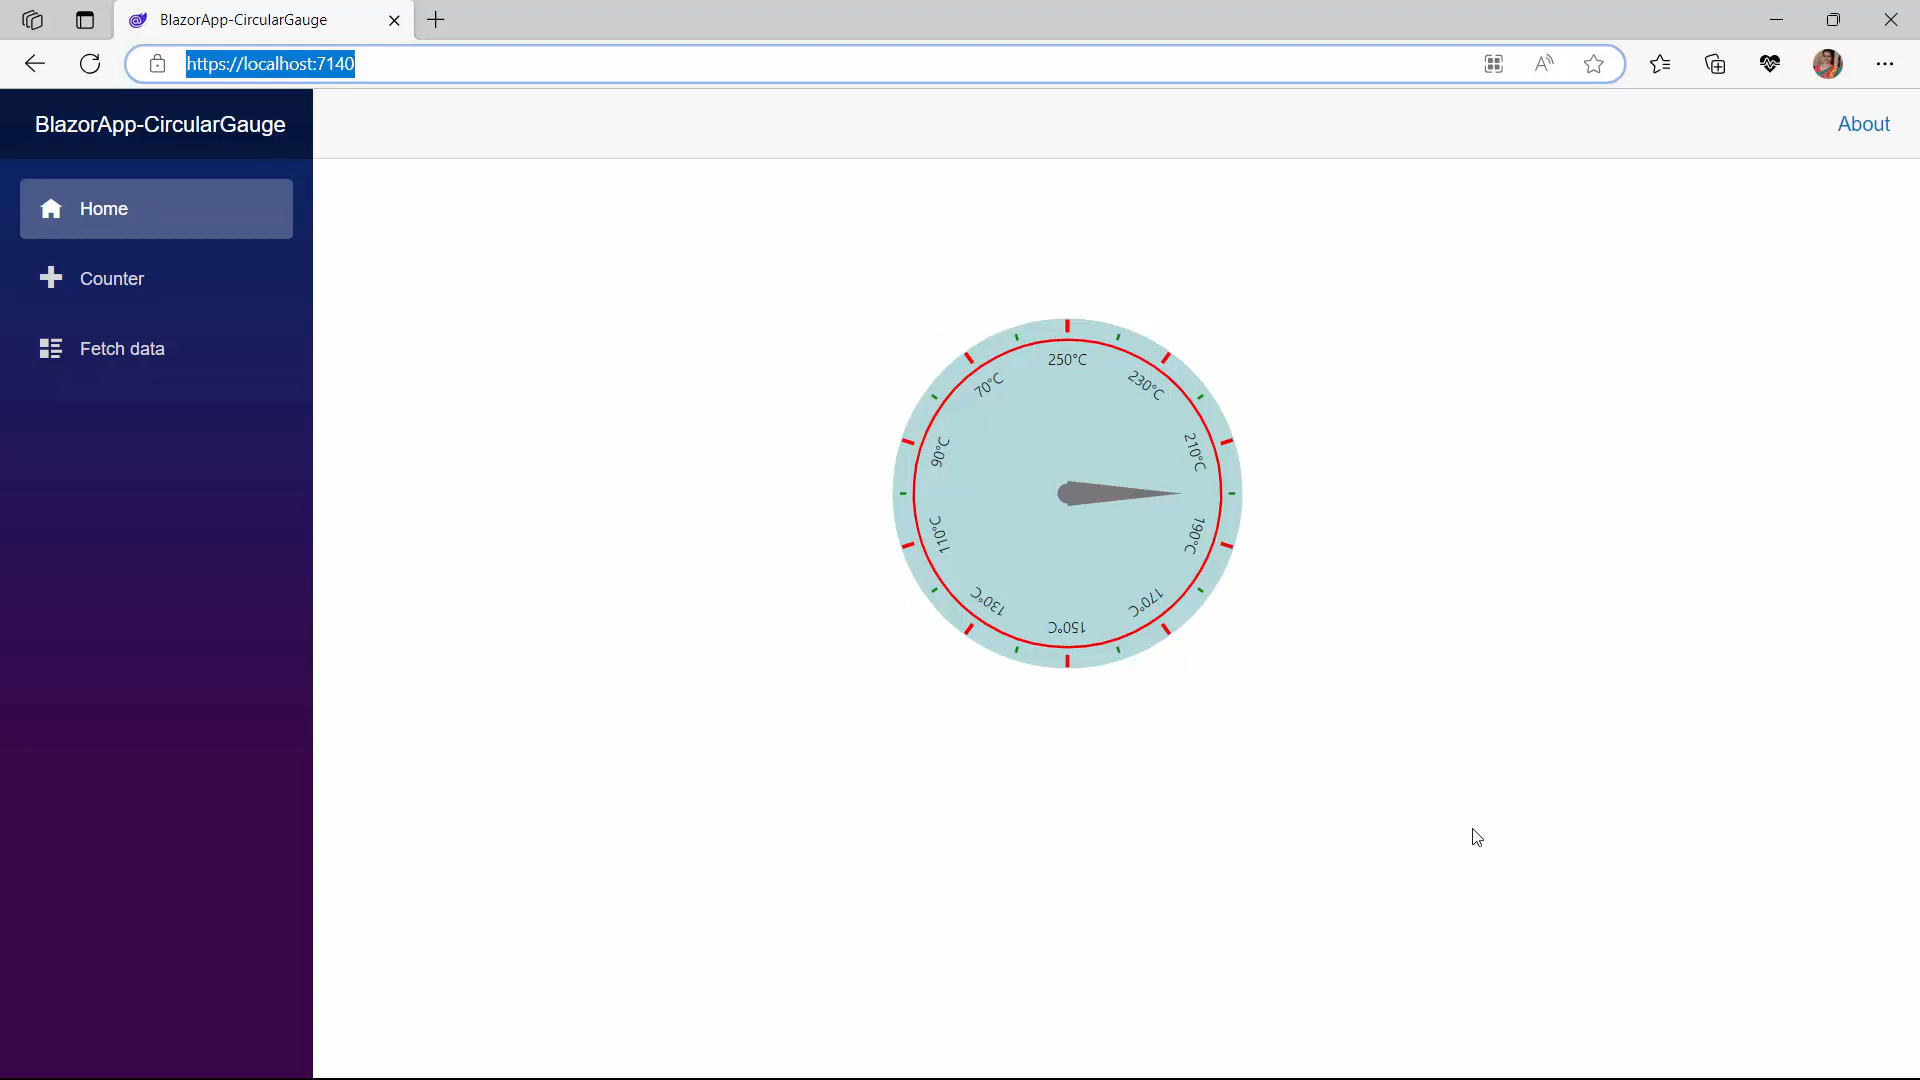 BlazorApp-CircularGauge
https://localhost:7140
BlazorApp-CircularGauge
About
Home
Counter
Fetch data
250°C
70°C
230°C
90°C
210°C
110°C
190°C
130°C
170°C
150°C